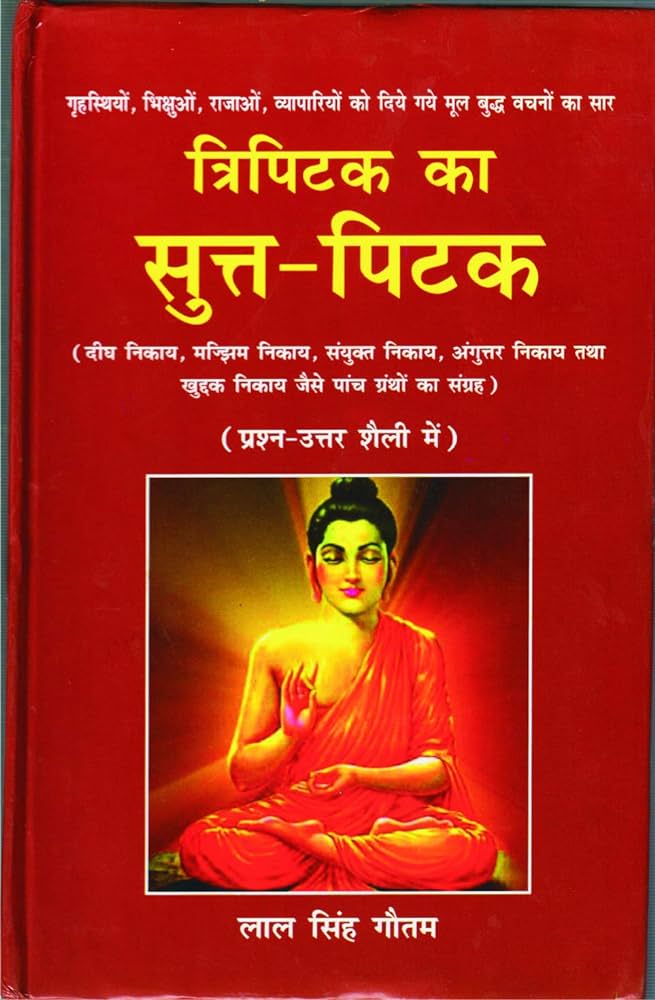 गृहस्थियों, भिक्षुओं, राजाओं, व्यापारियों को दिये गये मूल बुद्ध वचनों का सार
त्रिपिटक का
सुत्त-पिटक
(दीघ निकाय, मज्झिम निकाय, संयुक्त निकाय, अंगुत्तर निकाय तथा
खुद्दक निकाय जैसे पांच ग्रंथों का संग्रह)
(प्रश्न-उत्तर शैली में)
लाल सिंह गौतम